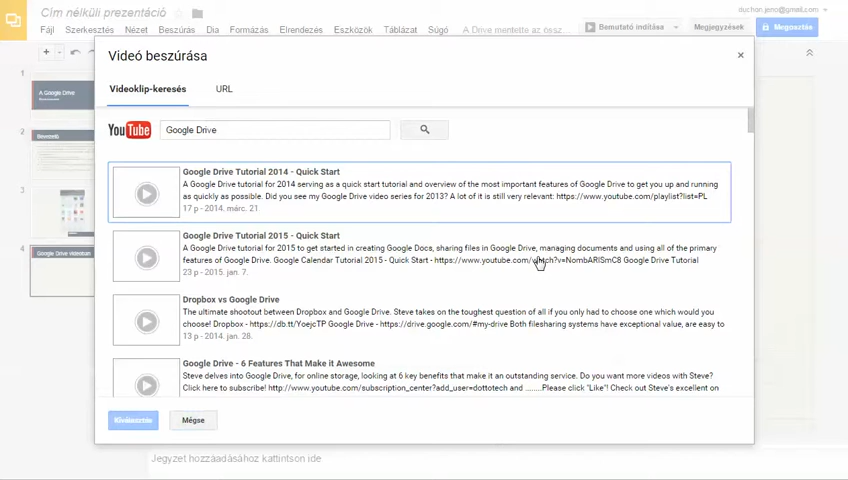 Cím nélküli prezentáció
duchon.jeno@gmail.com
Fájl Szerkesztés Nézet Beszúrás Dia Formázás Elrendezés Eszközök Táblázat Súgó A Drive mentette az össz...
Bemutató indítása
Megjegyzések
Megosztás
Videó beszúrása
Videoklip-keresés URL
YouTube
Google Drive
1
A Google Drive
2
Bevezető
3
4
Google Drive Videotum
Google Drive Tutorial 2014 - Quick Start
A Google Drive tutorial for 2014 serving as a quick start tutorial and overview of the most important features of Google Drive to get you up and running
as quickly as possible. Did you see my Google Drive video series for 2013? A lot of it is still very relevant: https://www.youtube.com/playlist?list=PL
17 p - 2014. márc. 21
Google Drive Tutorial 2015 - Quick Start
A Google Drive tutorial for 2015 to get started in creating Google Docs, sharing files in Google Drive, managing documents and using all of the primary
features of Google Drive. Google Calendar Tutorial 2015 - Quick Start - https://www.youtube.com/watch?v=NombARlSmC8 Google Drive Tutorial
23 p - 2015. jan. 7.
Dropbox vs Google Drive
The ultimate shootout between Dropbox and Google Drive. Steve takes on the toughest question of all if you only had to choose one which would you
choose! Dropbox - https://db.tt/YoejcTP Google Drive - https://drive.google.com/#my-drive Both filesharing systems have exceptional value, are easy to
13 p - 2014. jan. 28.
Google Drive - 6 Features That Make it Awesome
Steve delves into Google Drive, for online storage, looking at 6 key benefits that make it an outstanding service. Do you want more videos with Steve?
Click here to subscribe! http://www.youtube.com/subscription_center?add_user=dottotech and ........Please click "Like"! Check out Steve's excellent on
Kiválasztás
Mégse
Jegyzet hozzáadásához kattintson ide